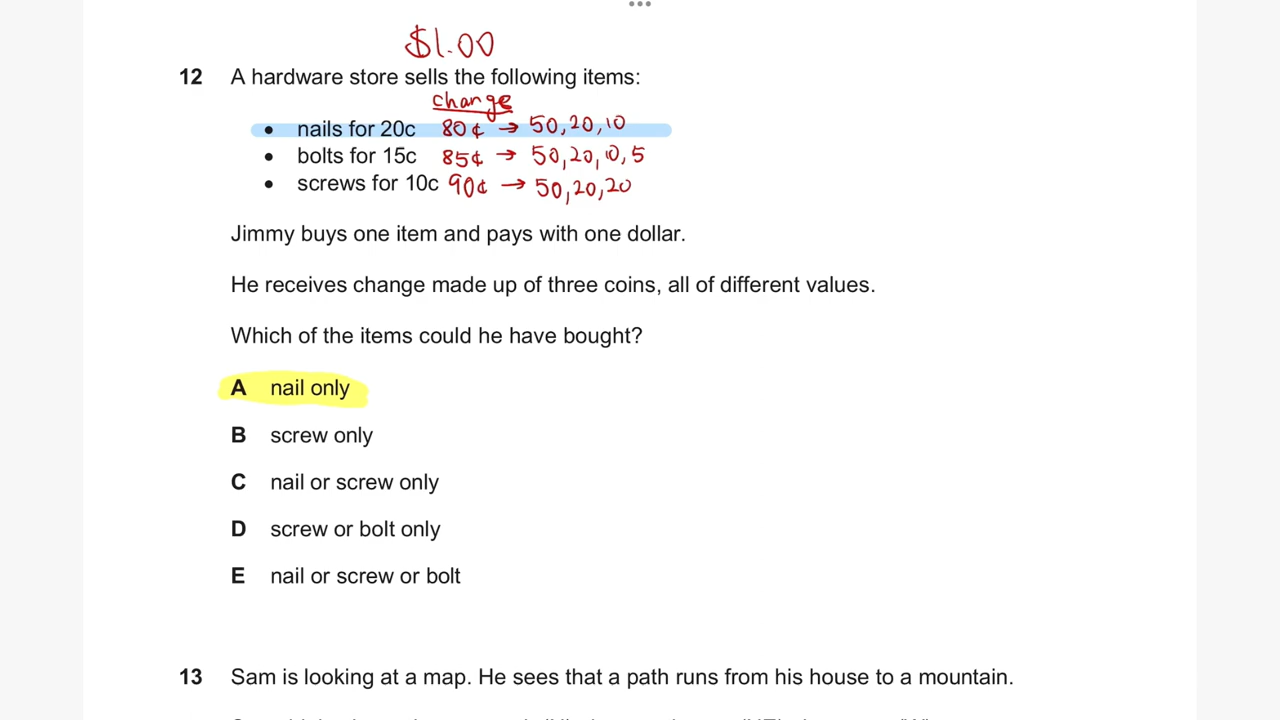 $1.00
12 A hardware store sells the following items:
change
• nails for 20c 80¢ → 50, 20, 10
• bolts for 15c 85¢ → 50, 20, 10, 5
• screws for 10c 90¢ → 50, 20, 20
Jimmy buys one item and pays with one dollar.
He receives change made up of three coins, all of different values.
Which of the items could he have bought?
A nail only
B screw only
C nail or screw only
D screw or bolt only
E nail or screw or bolt
13 Sam is looking at a map. He sees that a path runs from his house to a mountain.